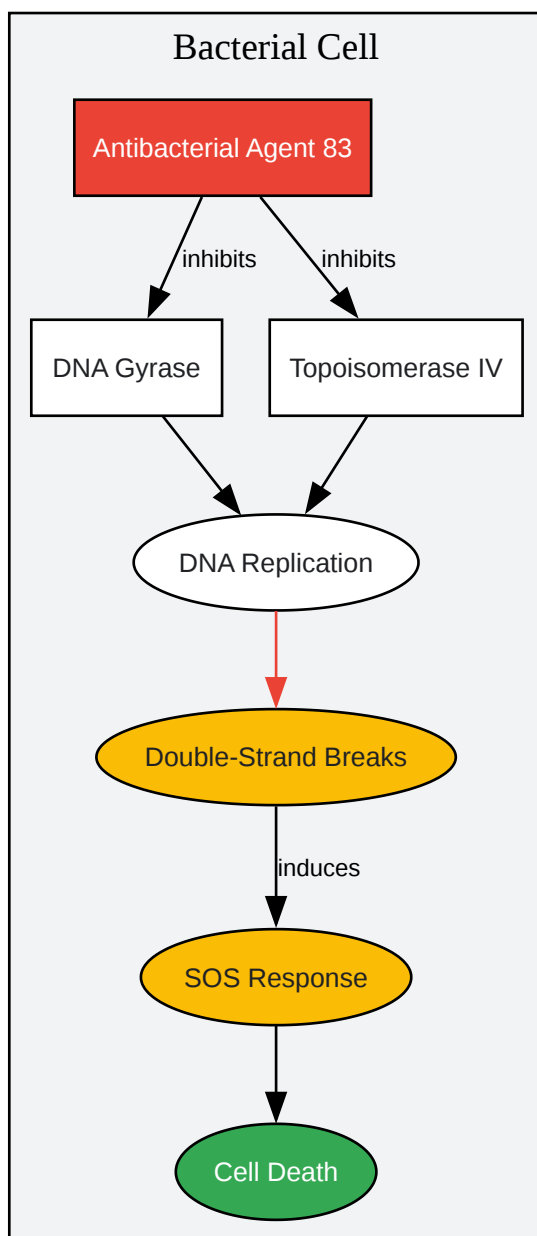 Bacterial Cell
Antibacterial Agent 83
inhibits
inhibits
DNA Gyrase
Topoisomerase IV
DNA Replication
Double-Strand Breaks
induces
SOS Response
Cell Death